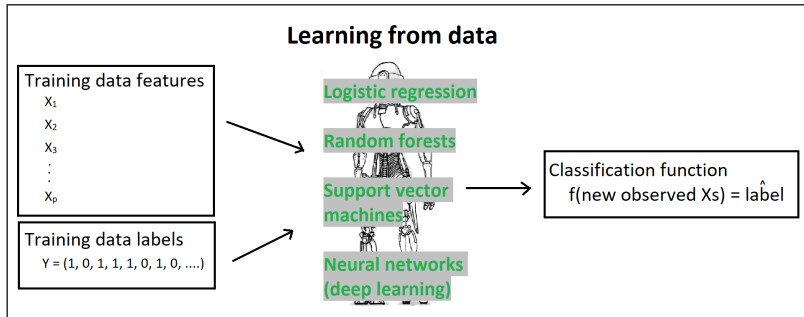 Learning from data
Training data features
X₁
X₂
X₃
.
.
.
Xₚ
Training data labels
Y = (1, 0, 1, 1, 1, 0, 1, 0, ....)
Logistic regression
Random forests
Support vector
machines
Neural networks
(deep learning)
Classification function
f(new observed Xs) = label̂